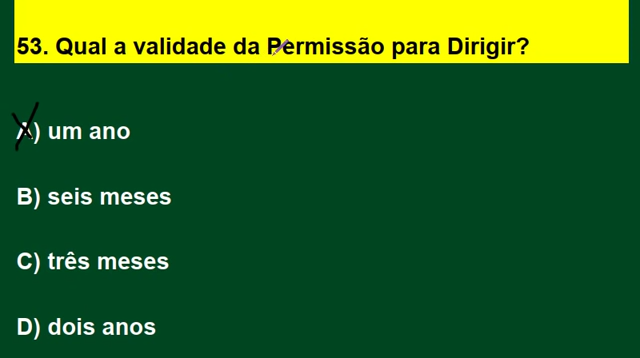 53. Qual a validade da Permissão para Dirigir?
A) um ano
B) seis meses
C) três meses
D) dois anos